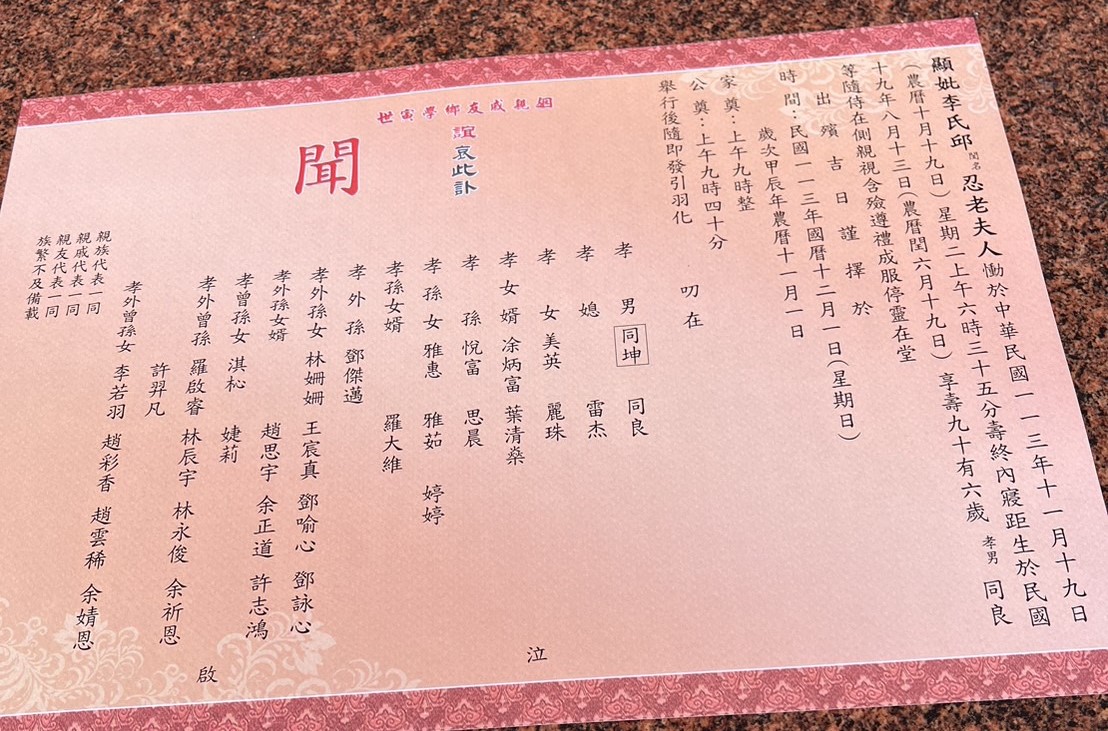 顯妣李氏邱閨名忍老夫人慟於中華民國一一三年十一月十九日
(農曆十月十九日)星期二上午六時三十五分壽終內寢距生於民國
十九年八月十三日(農曆閏六月十九日)享壽九十有六歲 孝男 同良
等隨侍在側親視含殮遵禮成服停靈在堂
出殯吉日謹擇於
時間:民國一一三年國曆十二月一日(星期日)
歲次甲辰年農曆十一月一日
家奠:上午九時整
公奠:上午九時四十分
舉行後隨即發引羽化
叨在
姻親戚友鄉學寅世
誼哀此訃
聞
孝男 同坤 同良
孝媳 雷杰
孝女 美英 麗珠
孝女婿 凃炳富 葉清燊
孝孫 悅富 思晨
孝孫女 雅惠 雅茹 婷婷
孝孫女婿 羅大維
孝外孫 鄧傑邁
孝外孫女 林姍姍 王宸真 鄧喻心 鄧詠心
孝外孫女婿 趙思宇 余正道 許志鴻
孝曾孫女 淇杺 婕莉
孝外曾孫 羅啟睿 林辰宇 林永俊 余祈恩
許羿凡
孝外曾孫女 李若羽 趙彩香 趙雲稀 余婧恩
泣
啟
親族代表一同
親戚代表一同
親友代表一同
族繁不及備載